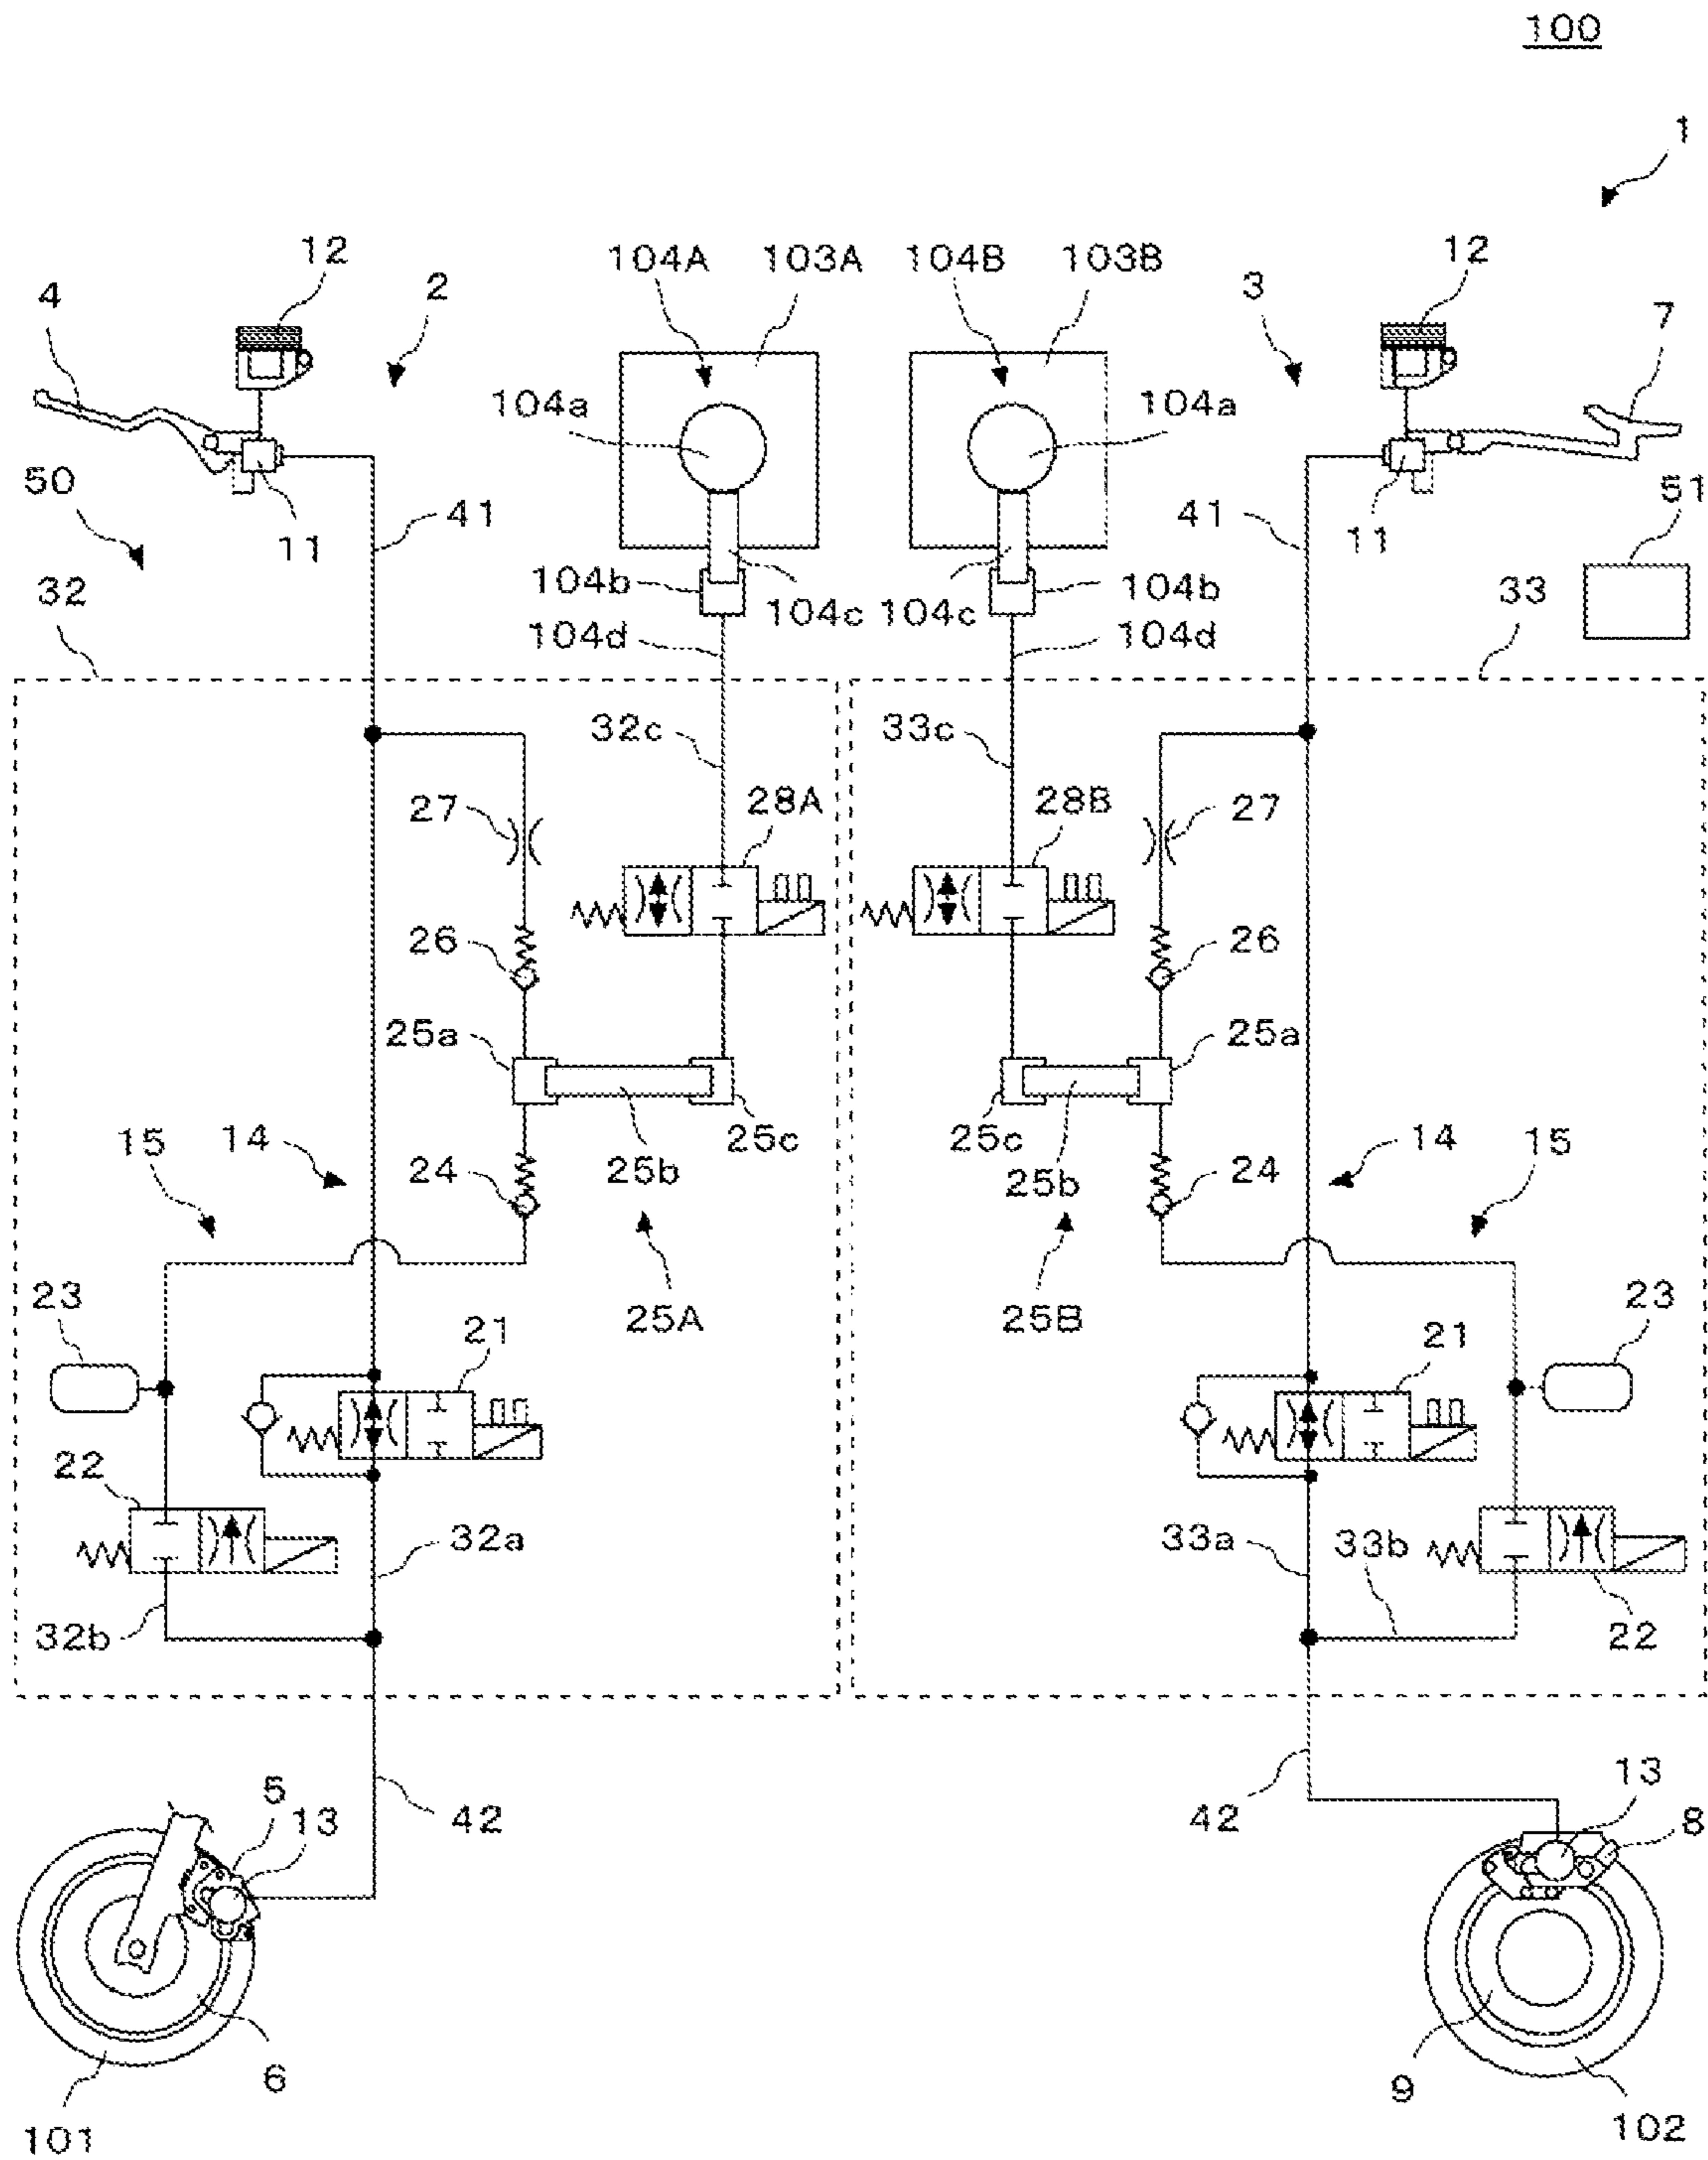 100
1
12 104A 103A 104B 103B 12
4 2 3 7
104a 104a
50 41 41 51
11 11
32 104b 104c 104c 104b 33
104d 104d
32c 33c
27 28A 28B 27
26 26
25a 25a
15 14 25c 25c 14 15
24 25b 25b 24
23 25A 25B 23
21 21
22
32a 33a 33b
32b 22
5 13 42 42 13 8
6 9
101 102